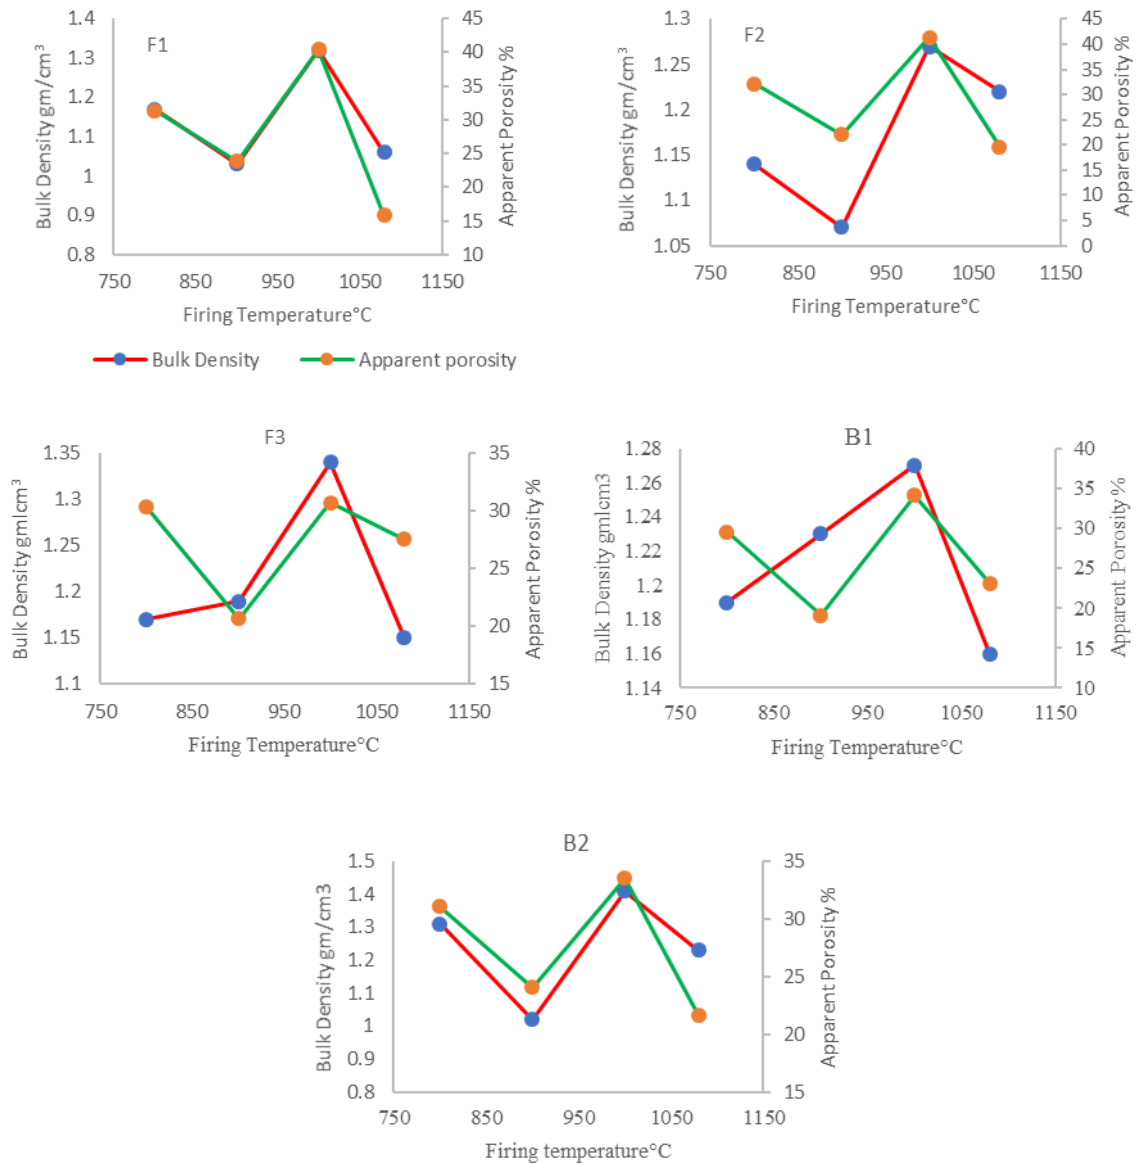 F1
Bulk Density gm/cm³
1.4
1.3
1.2
1.1
1
0.9
0.8
45
40
35
30
25
20
15
10
Apparent Porosity %
750 850 950 1050 1150
Firing Temperature°C
F2
Bulk Density gm/cm³
1.3
1.25
1.2
1.15
1.1
1.05
45
40
35
30
25
20
15
10
5
0
Apparent Porosity %
750 850 950 1050 1150
Firing Temperature°C
Bulk Density Apparent porosity
F3
Bulk Density gm|cm³
1.35
1.3
1.25
1.2
1.15
1.1
35
30
25
20
15
Apparent Porosity %
750 850 950 1050 1150
Firing Temperature°C
B1
Bulk Density gm|cm3
1.28
1.26
1.24
1.22
1.2
1.18
1.16
1.14
40
35
30
25
20
15
10
Apparent Porosity %
750 850 950 1050 1150
Firing Temperature°C
B2
Bulk Density gm/cm3
1.5
1.4
1.3
1.2
1.1
1
0.9
0.8
35
30
25
20
15
Apparent Porosity %
750 850 950 1050 1150
Firing temperature°C